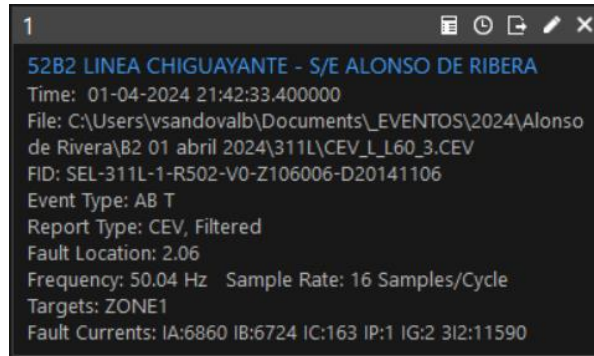 1
52B2 LINEA CHIGUAYANTE - S/E ALONSO DE RIBERA
Time: 01-04-2024 21:42:33.400000
File: C:\Users\vsandovalb\Documents\_EVENTOS\2024\Alonso
de Rivera\B2 01 abril 2024\311L\CEV_L_L60_3.CEV
FID: SEL-311L-1-R502-V0-Z106006-D20141106
Event Type: AB T
Report Type: CEV, Filtered
Fault Location: 2.06
Frequency: 50.04 Hz Sample Rate: 16 Samples/Cycle
Targets: ZONE1
Fault Currents: IA:6860 IB:6724 IC:163 IP:1 IG:2 3I2:11590